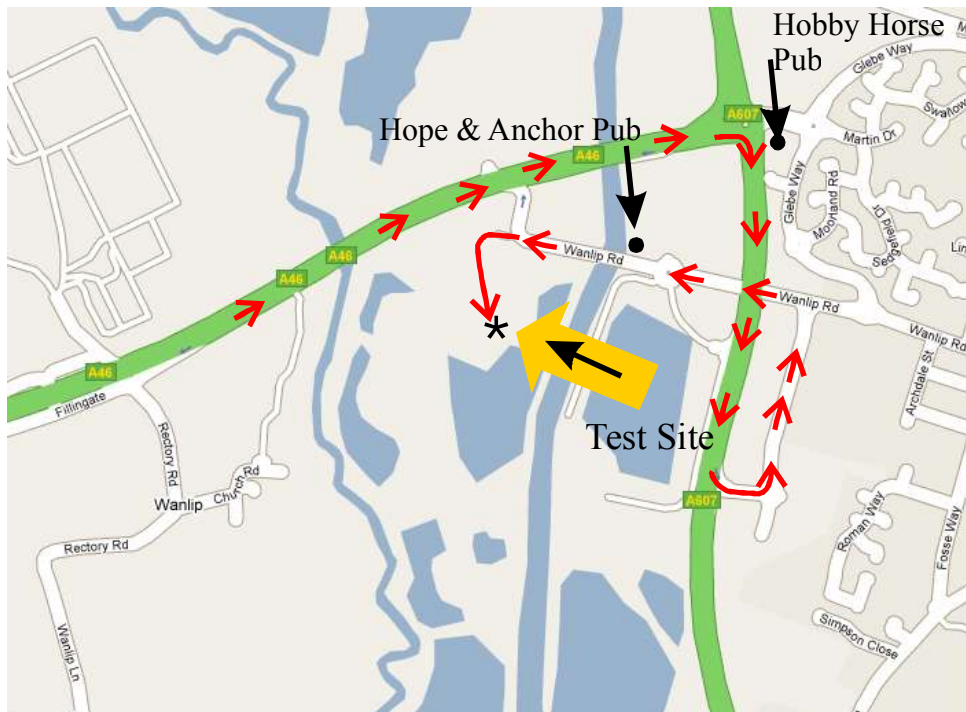 Hobby Horse
Pub
Glebe Way
Swallow
A607
Martin Dr
Hope & Anchor Pub
A46
Glebe Way
Moorland Rd
Sedgefield Dr
Sed
Lin
A46
Wanlip Rd
A46
Wanlip Rd
Wanlip Rd
*
Archdale St
A46
Fillingate
Test Site
Rectory Rd
Church Rd
Wanlip
A607
Roman Way
Fosse Way
Rectory Rd
Simpson Close
Wanlip Ln